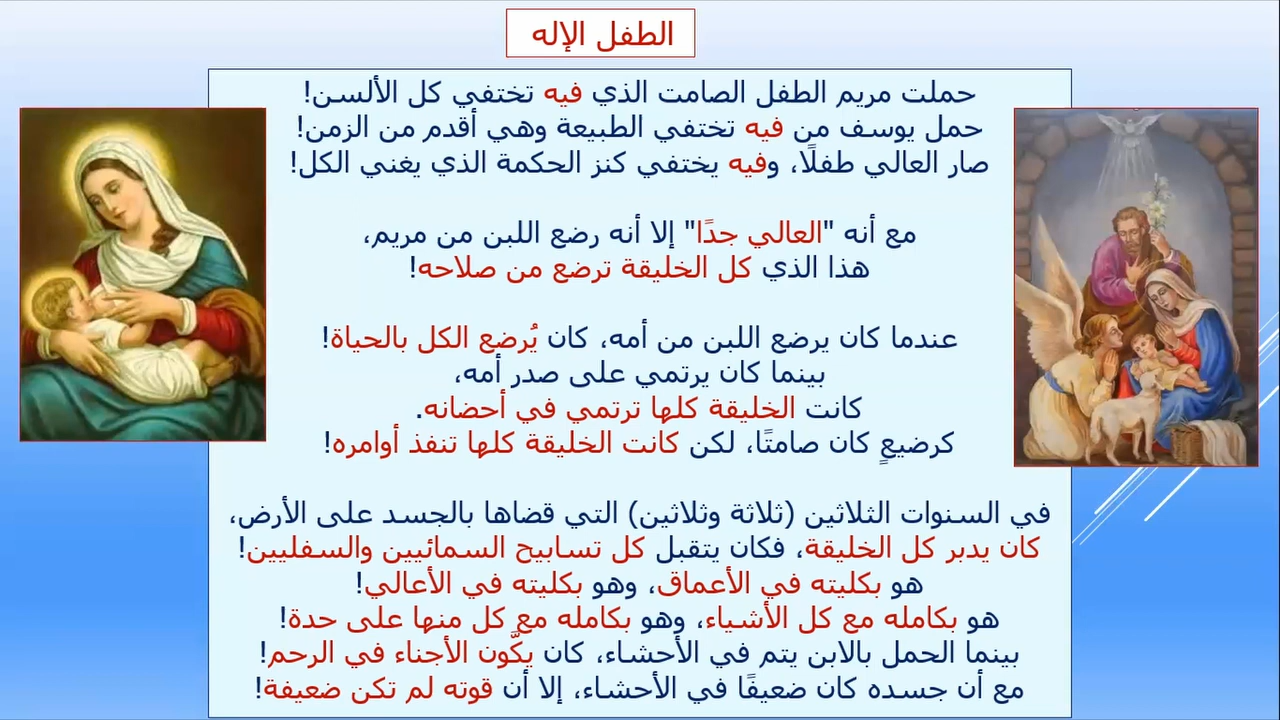 الطفل الإله
حملت مريم الطفل الصامت الذي فيه تختفي كل الألسن!
حمل يوسف من فيه تختفي الطبيعة وهي أقدم من الزمن!
صار العالي طفلًا، وفيه يختفي كنز الحكمة الذي يغني الكل!
مع أنه "العالي جدًا" إلا أنه رضع اللبن من مريم،
هذا الذي كل الخليقة ترضع من صلاحه!
عندما كان يرضع اللبن من أمه، كان يُرضع الكل بالحياة!
بينما كان يرتمي على صدر أمه،
كانت الخليقة كلها ترتمي في أحضانه.
كرضيعٍ كان صامتًا، لكن كانت الخليقة كلها تنفذ أوامره!
في السنوات الثلاثين (ثلاثة وثلاثين) التي قضاها بالجسد على الأرض،
كان يدبر كل الخليقة، فكان يتقبل كل تسابيح السمائيين والسفليين!
هو بكليته في الأعماق، وهو بكليته في الأعالي!
هو بكامله مع كل الأشياء، وهو بكامله مع كل منها على حدة!
بينما الحمل بالابن يتم في الأحشاء، كان يكَّون الأجناء في الرحم!
مع أن جسده كان ضعيفًا في الأحشاء، إلا أن قوته لم تكن ضعيفة!